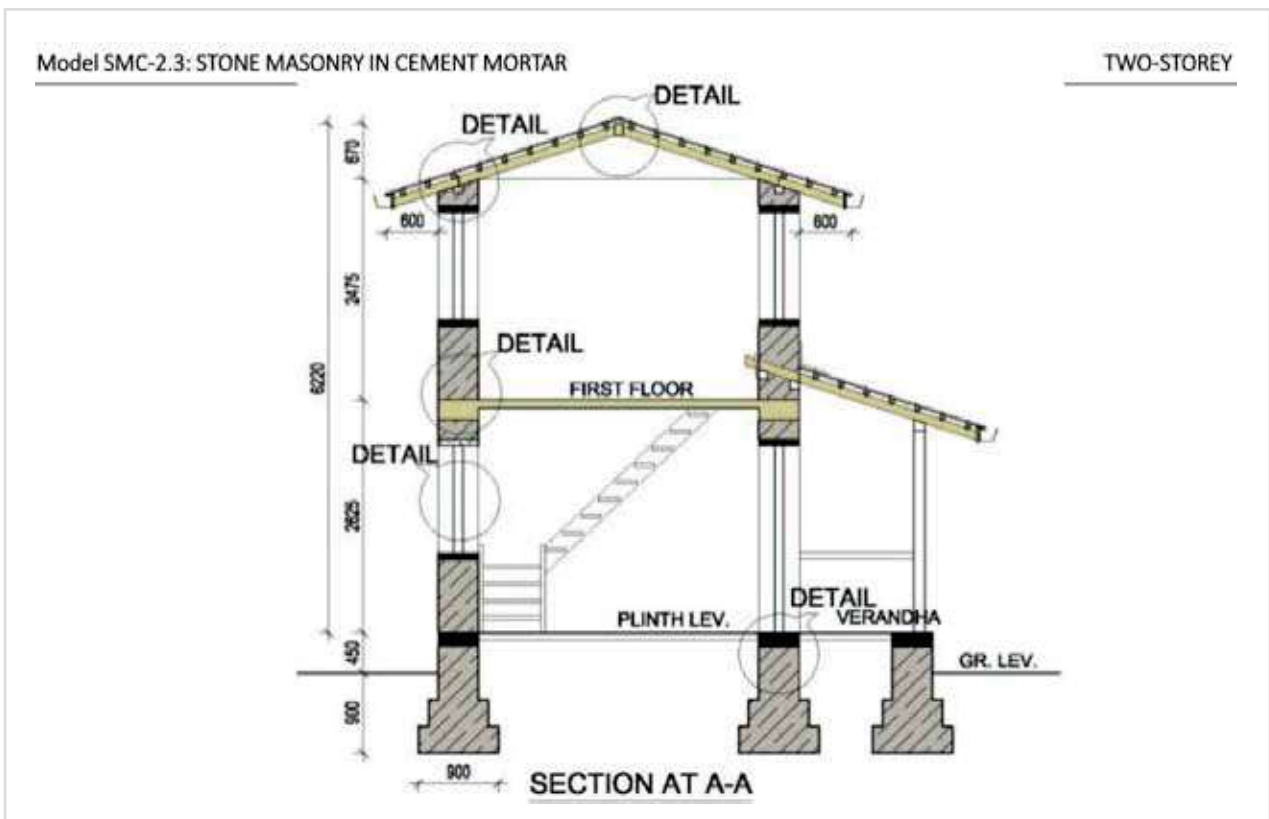 Model SMC-2.3: STONE MASONRY IN CEMENT MORTAR
TWO-STOREY
DETAIL
DETAIL
670
600
600
2475
DETAIL
6220
FIRST FLOOR
DETAIL
2625
DETAIL
PLINTH LEV.
VERANDHA
450
GR. LEV.
900
900
SECTION AT A-A